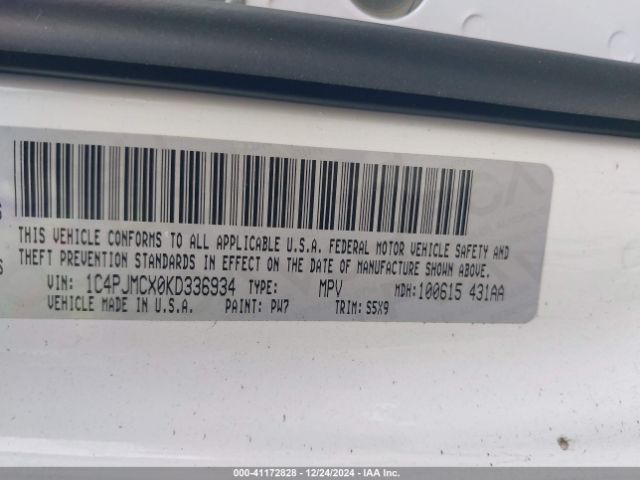 THIS VEHICLE CONFORMS TO ALL APPLICABLE U.S.A. FEDERAL MOTOR VEHICLE SAFETY AND
THEFT PREVENTION STANDARDS IN EFFECT ON THE DATE OF MANUFACTURE SHOWN ABOVE.
VIN: 1C4PJMCX0KD336934 TYPE: MPV MDH:100615 431AA
VEHICLE MADE IN U.S.A. PAINT: PW7 TRIM: S5X9
000-41172828 - 12/24/2024 - IAA Inc.